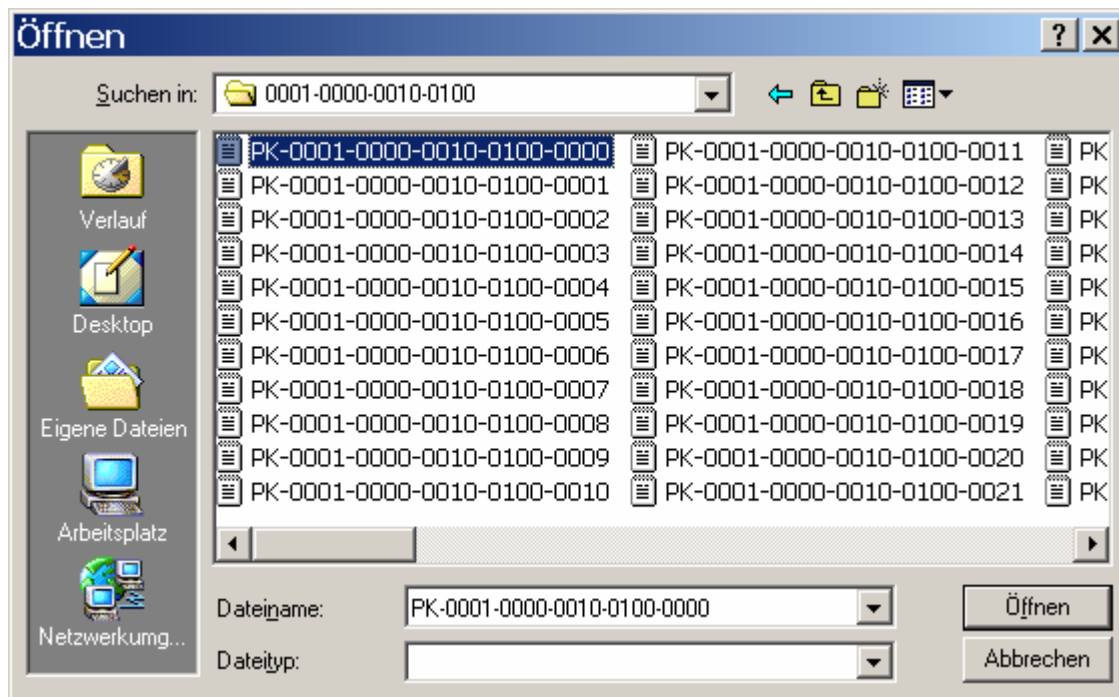 Öffnen
Suchen in: 0001-0000-0010-0100
Verlauf
Desktop
Eigene Dateien
Arbeitsplatz
Netzwerkumg...
PK-0001-0000-0010-0100-0000 PK-0001-0000-0010-0100-0011 PK
PK-0001-0000-0010-0100-0001 PK-0001-0000-0010-0100-0012 PK
PK-0001-0000-0010-0100-0002 PK-0001-0000-0010-0100-0013 PK
PK-0001-0000-0010-0100-0003 PK-0001-0000-0010-0100-0014 PK
PK-0001-0000-0010-0100-0004 PK-0001-0000-0010-0100-0015 PK
PK-0001-0000-0010-0100-0005 PK-0001-0000-0010-0100-0016 PK
PK-0001-0000-0010-0100-0006 PK-0001-0000-0010-0100-0017 PK
PK-0001-0000-0010-0100-0007 PK-0001-0000-0010-0100-0018 PK
PK-0001-0000-0010-0100-0008 PK-0001-0000-0010-0100-0019 PK
PK-0001-0000-0010-0100-0009 PK-0001-0000-0010-0100-0020 PK
PK-0001-0000-0010-0100-0010 PK-0001-0000-0010-0100-0021 PK
Dateiname: PK-0001-0000-0010-0100-0000 Öffnen
Dateityp: Abbrechen